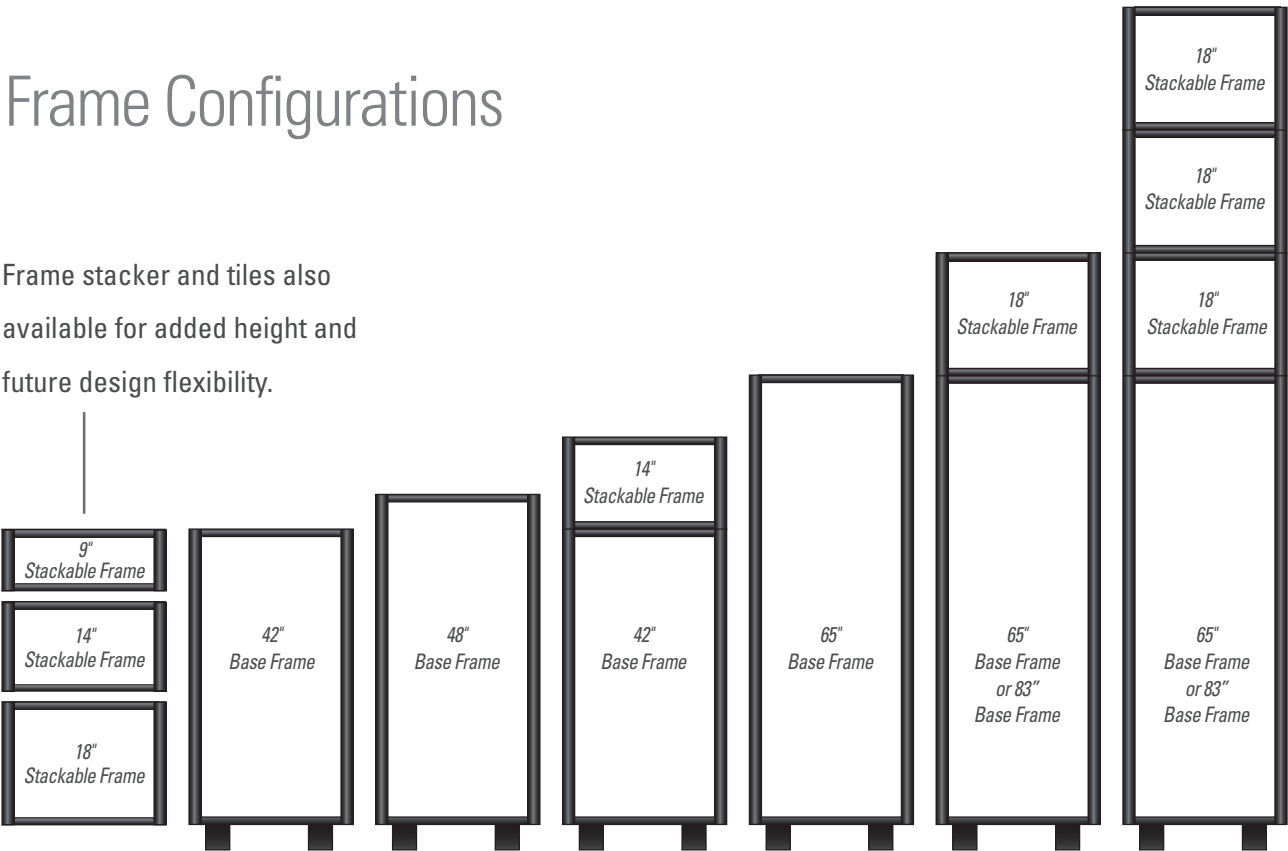 Frame Configurations
Frame stacker and tiles also
available for added height and
future design flexibility.
9"
Stackable Frame
14"
Stackable Frame
18"
Stackable Frame
42"
Base Frame
48"
Base Frame
14"
Stackable Frame
42"
Base Frame
65"
Base Frame
18"
Stackable Frame
65"
Base Frame
or 83”
Base Frame
18"
Stackable Frame
18"
Stackable Frame
18"
Stackable Frame
65"
Base Frame
or 83”
Base Frame